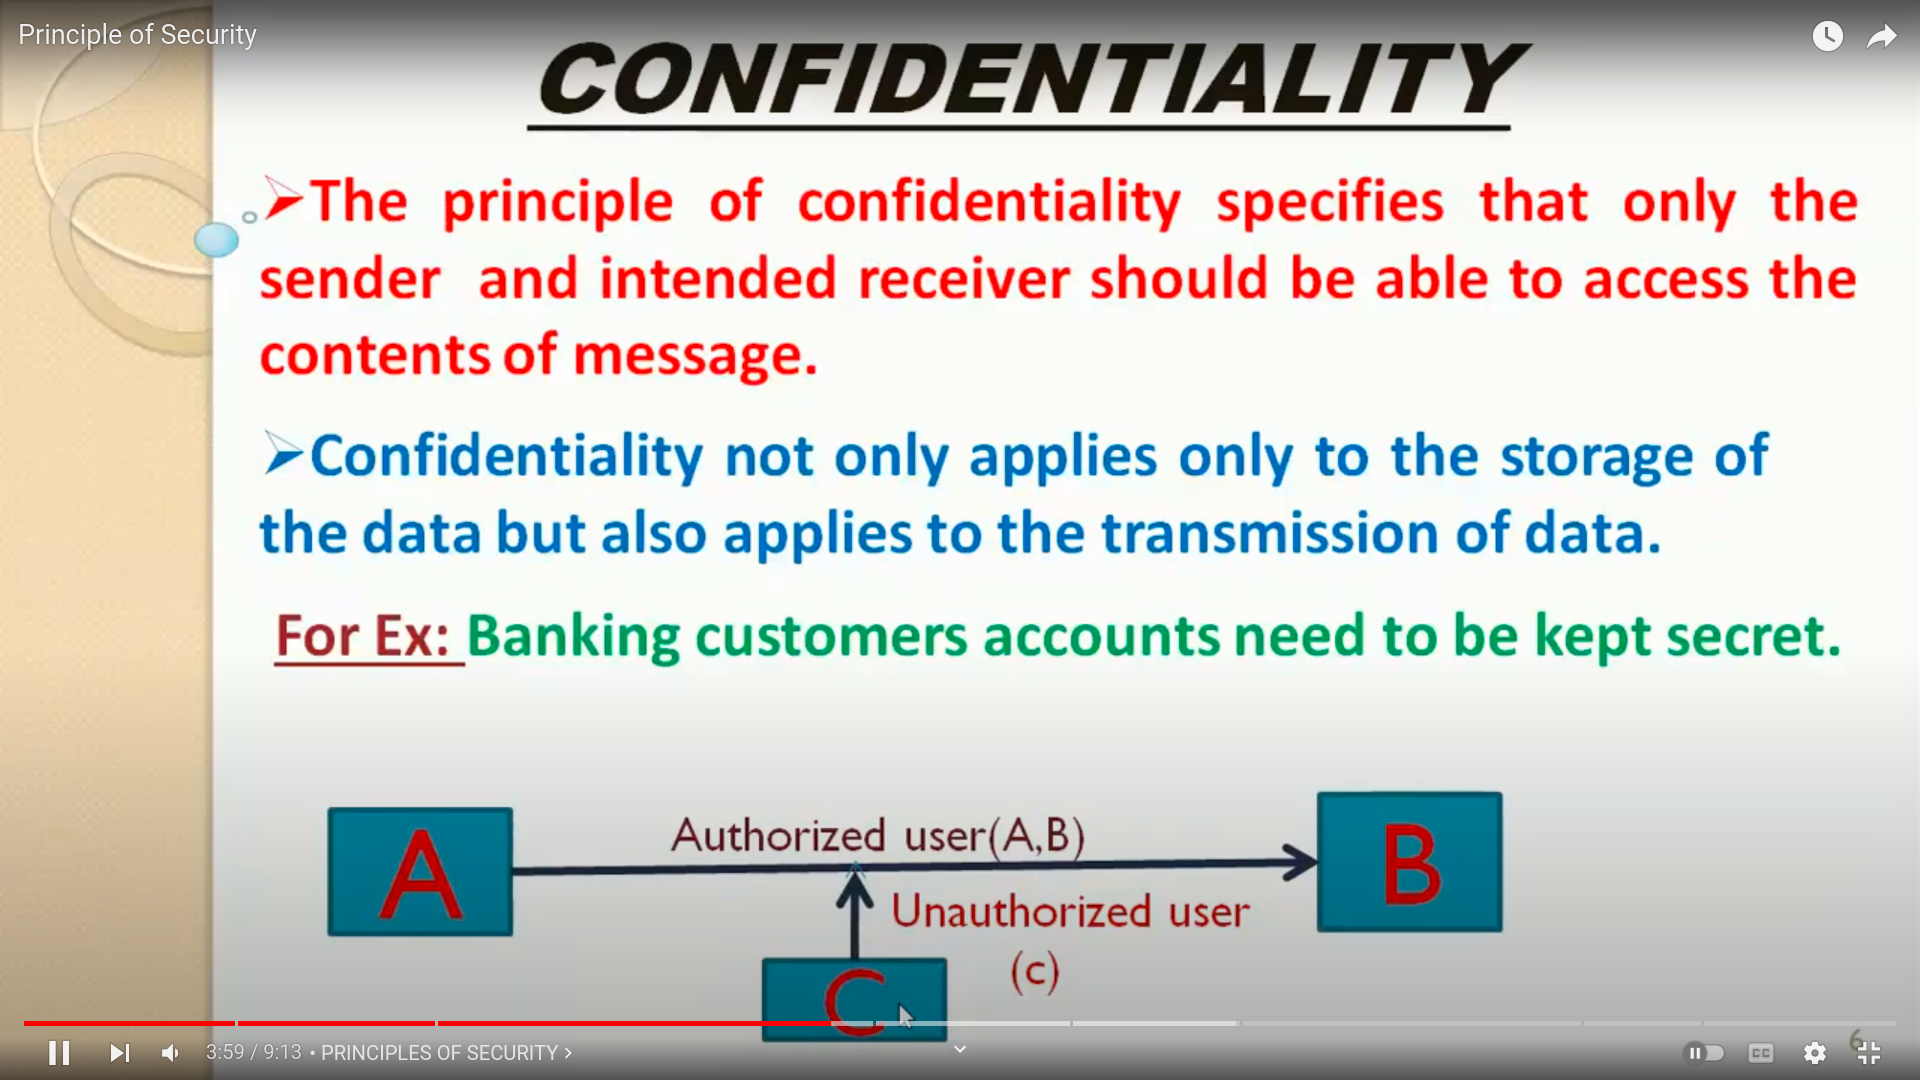 Principle of Security
CONFIDENTIALITY
➢The principle of confidentiality specifies that only the
sender and intended receiver should be able to access the
contents of message.
➢Confidentiality not only applies only to the storage of
the data but also applies to the transmission of data.
For Ex: Banking customers accounts need to be kept secret.
A
Authorized user(A,B)
B
Unauthorized user
(c)
C
3:59 / 9:13 • PRINCIPLES OF SECURITY >
CC
6